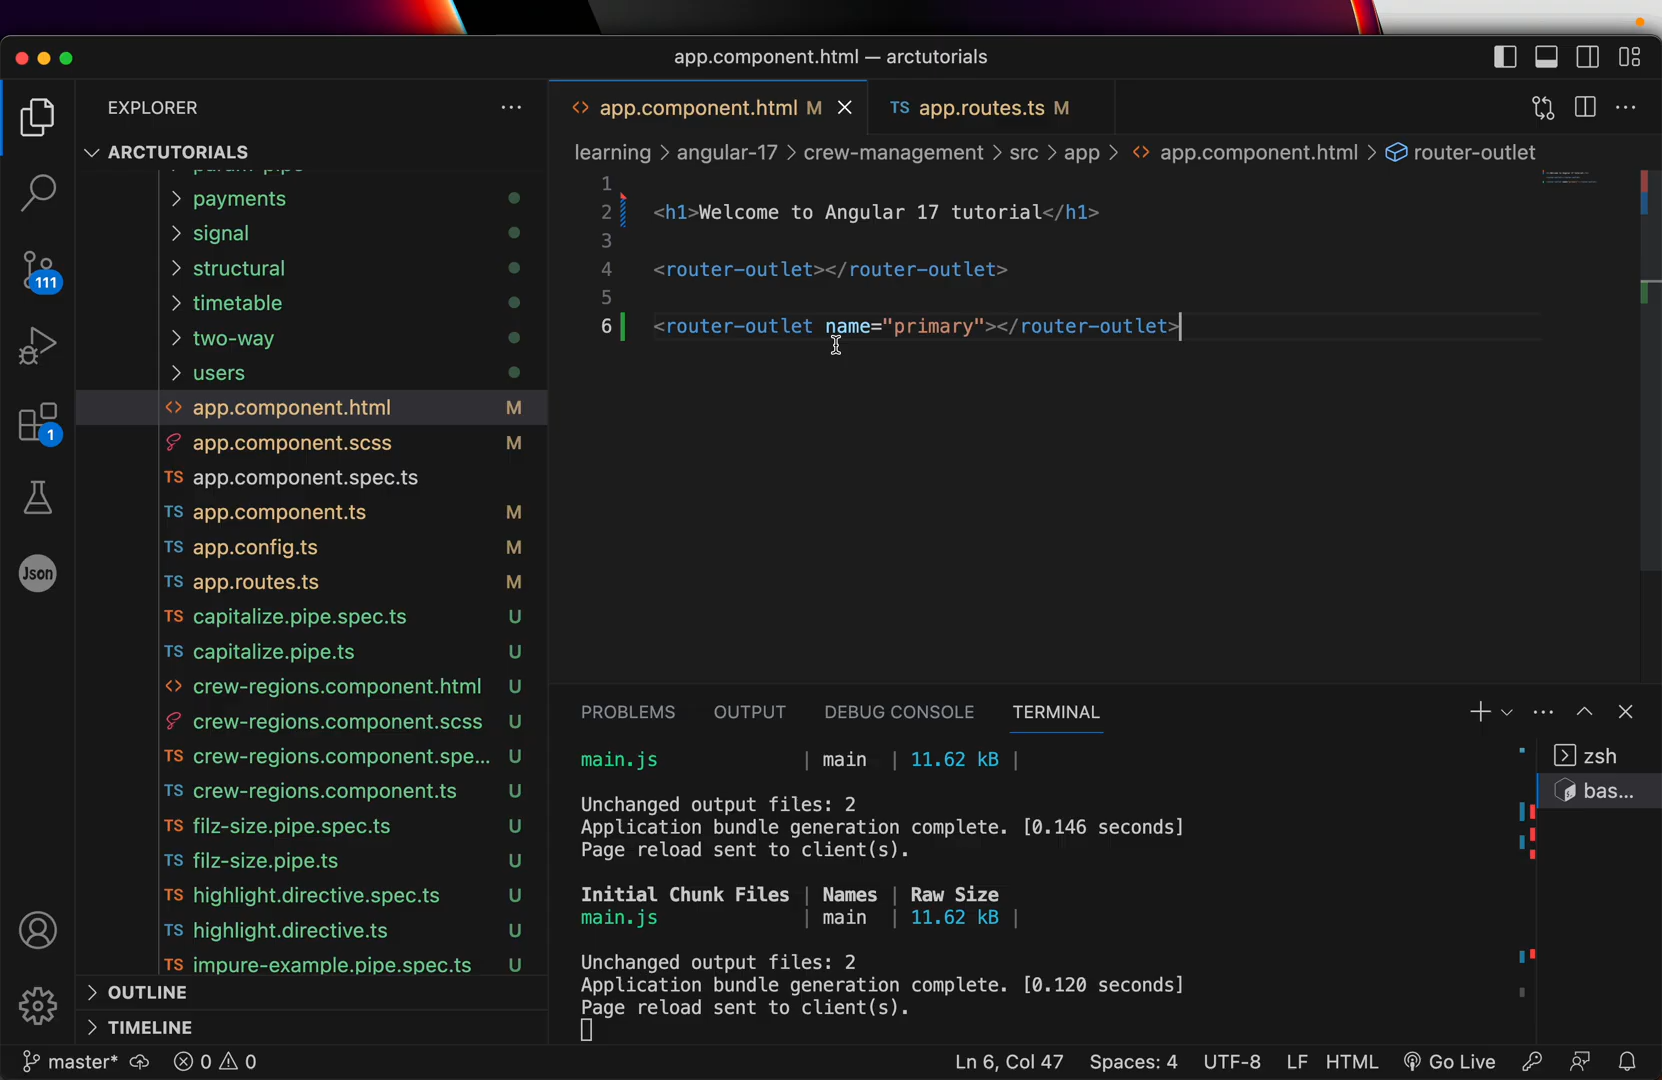 app.component.html — arctutorials
EXPLORER
ARCTUTORIALS
param-pipe
payments
signal
structural
timetable
two-way
users
app.component.html M
app.component.scss M
TS app.component.spec.ts
TS app.component.ts M
TS app.config.ts M
TS app.routes.ts M
TS capitalize.pipe.spec.ts U
TS capitalize.pipe.ts U
crew-regions.component.html U
crew-regions.component.scss U
TS crew-regions.component.spe... U
TS crew-regions.component.ts U
TS filz-size.pipe.spec.ts U
TS filz-size.pipe.ts U
TS highlight.directive.spec.ts U
TS highlight.directive.ts U
TS impure-example.pipe.spec.ts U
OUTLINE
TIMELINE
111
1
Json
<> app.component.html M
TS app.routes.ts M
learning > angular-17 > crew-management > src > app > <> app.component.html > router-outlet
1
2 <h1>Welcome to Angular 17 tutorial</h1>
3
4 <router-outlet></router-outlet>
5
6 <router-outlet name="primary"></router-outlet>
PROBLEMS OUTPUT DEBUG CONSOLE TERMINAL
main.js | main | 11.62 kB |
Unchanged output files: 2
Application bundle generation complete. [0.146 seconds]
Page reload sent to client(s).
Initial Chunk Files | Names | Raw Size
main.js | main | 11.62 kB |
Unchanged output files: 2
Application bundle generation complete. [0.120 seconds]
Page reload sent to client(s).
zsh
bas...
master* 0 0 Ln 6, Col 47 Spaces: 4 UTF-8 LF HTML Go Live